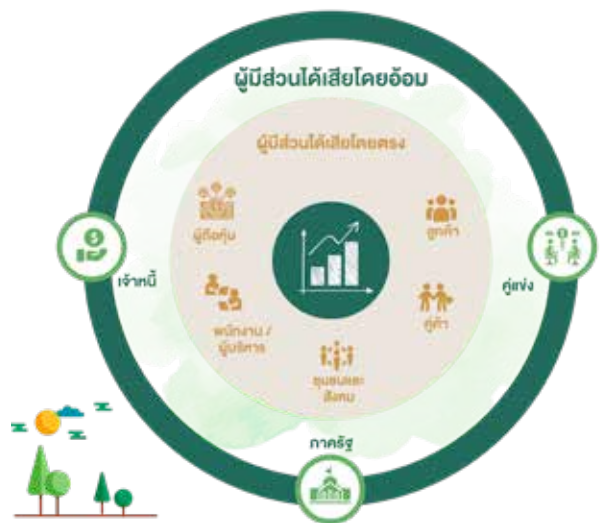 ผู้มีส่วนได้เสียโดยอ้อม
ผู้มีส่วนได้เสียโดยตรง
ผู้ถือหุ้น
ลูกค้า
เจ้าหนี้
คู่แข่ง
พนักงาน /
ผู้บริหาร
คู่ค้า
ชุมชนและ
สังคม
ภาครัฐ